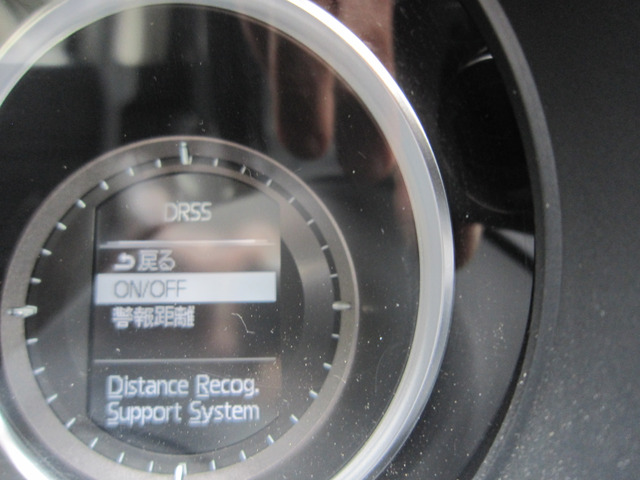 DRSS
戻る
ON/OFF
警報距離
Distance Recog.
Support System